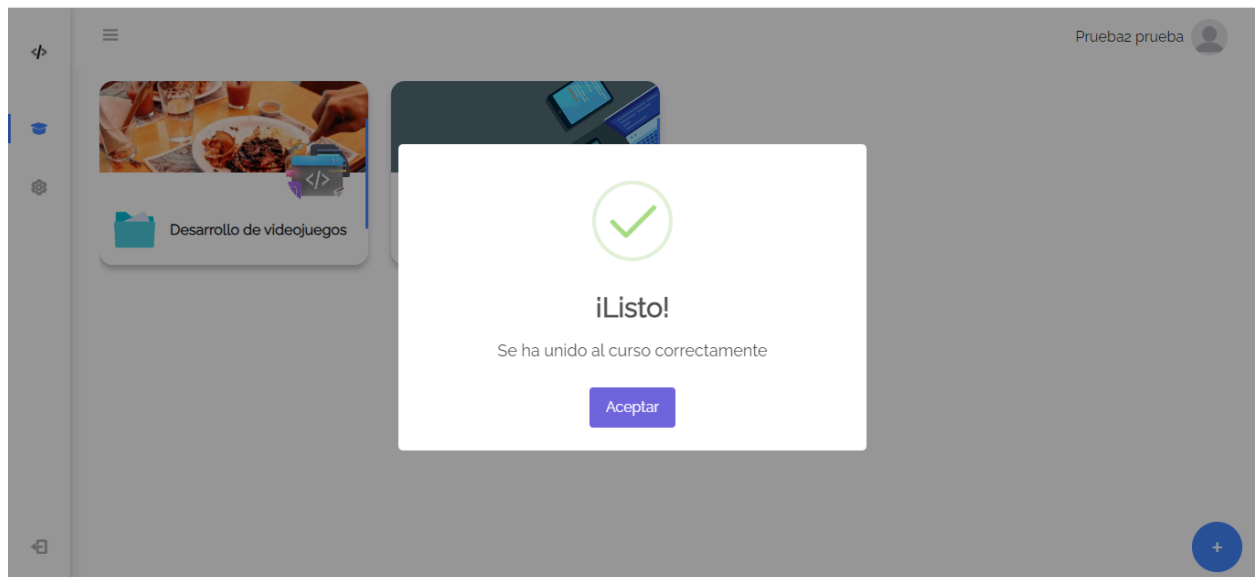 </>
Prueba2 prueba
</>
Desarrollo de videojuegos
¡Listo!
Se ha unido al curso correctamente
Aceptar
+